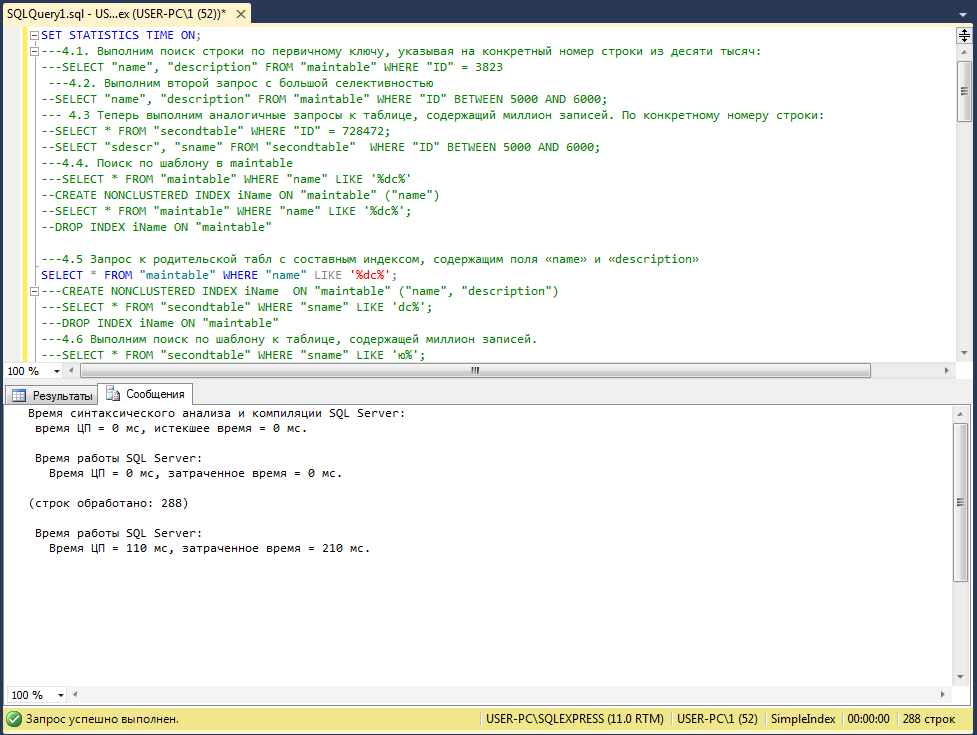 SQLQuery1.sql - US...ex (USER-PC\1 (52))*
SET STATISTICS TIME ON;
---4.1. Выполним поиск строки по первичному ключу, указывая на конкретный номер строки из десяти тысяч:
---SELECT "name", "description" FROM "maintable" WHERE "ID" = 3823
---4.2. Выполним второй запрос с большой селективностью
--SELECT "name", "description" FROM "maintable" WHERE "ID" BETWEEN 5000 AND 6000;
--- 4.3 Теперь выполним аналогичные запросы к таблице, содержащий миллион записей. По конкретному номеру строки:
--SELECT * FROM "secondtable" WHERE "ID" = 728472;
--SELECT "sdescr", "sname" FROM "secondtable"  WHERE "ID" BETWEEN 5000 AND 6000;
---4.4. Поиск по шаблону в maintable
---SELECT * FROM "maintable" WHERE "name" LIKE '%dc%'
--CREATE NONCLUSTERED INDEX iName ON "maintable" ("name")
--SELECT * FROM "maintable" WHERE "name" LIKE '%dc%';
--DROP INDEX iName ON "maintable"
---4.5 Запрос к родительской табл с составным индексом, содержащим поля «name» и «description»
SELECT * FROM "maintable" WHERE "name" LIKE '%dc%';
---CREATE NONCLUSTERED INDEX iName  ON "maintable" ("name", "description")
---SELECT * FROM "secondtable" WHERE "sname" LIKE 'dc%';
---DROP INDEX iName ON "maintable"
---4.6 Выполним поиск по шаблону к таблице, содержащей миллион записей.
---SELECT * FROM "secondtable" WHERE "sname" LIKE 'ю%';
100 %
Результаты Сообщения
Время синтаксического анализа и компиляции SQL Server:
время ЦП = 0 мс, истекшее время = 0 мс.
Время работы SQL Server:
Время ЦП = 0 мс, затраченное время = 0 мс.
(строк обработано: 288)
Время работы SQL Server:
Время ЦП = 110 мс, затраченное время = 210 мс.
100 %
Запрос успешно выполнен. USER-PC\SQLEXPRESS (11.0 RTM) USER-PC\1 (52) SimpleIndex 00:00:00 288 строк